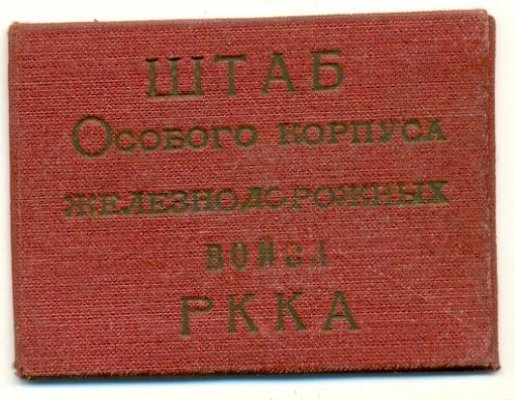 ШТАБ
Особого корпуса
железнодорожных
войск
РККА